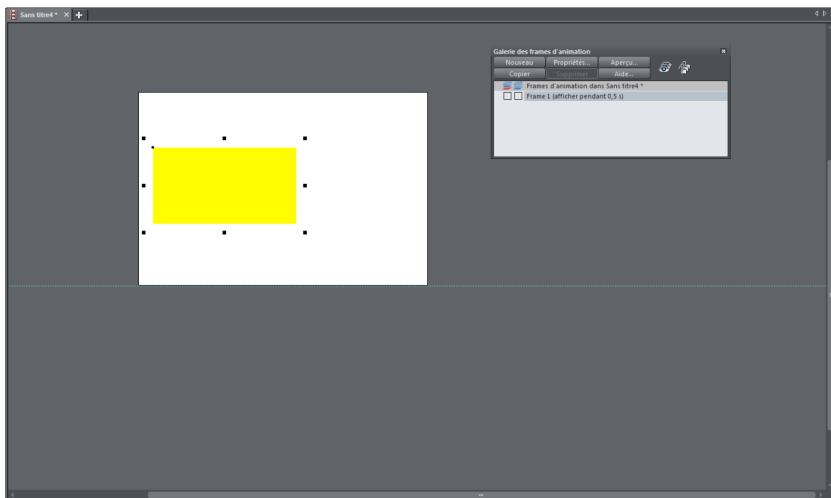 Sans titre4 *
Galerie des frames d'animation
Nouveau Propriétés... Aperçu...
Copier Supprimer Aide...
Frames d'animation dans Sans titre4 *
Frame 1 (afficher pendant 0,5 s)